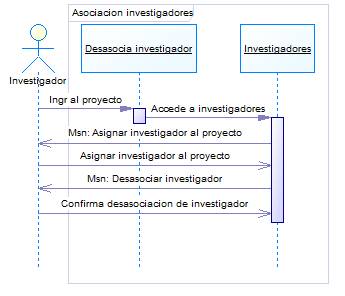 Asociacion investigadores
Desasocia investigador
Investigadores
Investigador
Ingr al proyecto
Accede a investigadores
Msn: Asignar investigador al proyecto
Asignar investigador al proyecto
Msn: Desasociar investigador
Confirma desasociacion de investigador